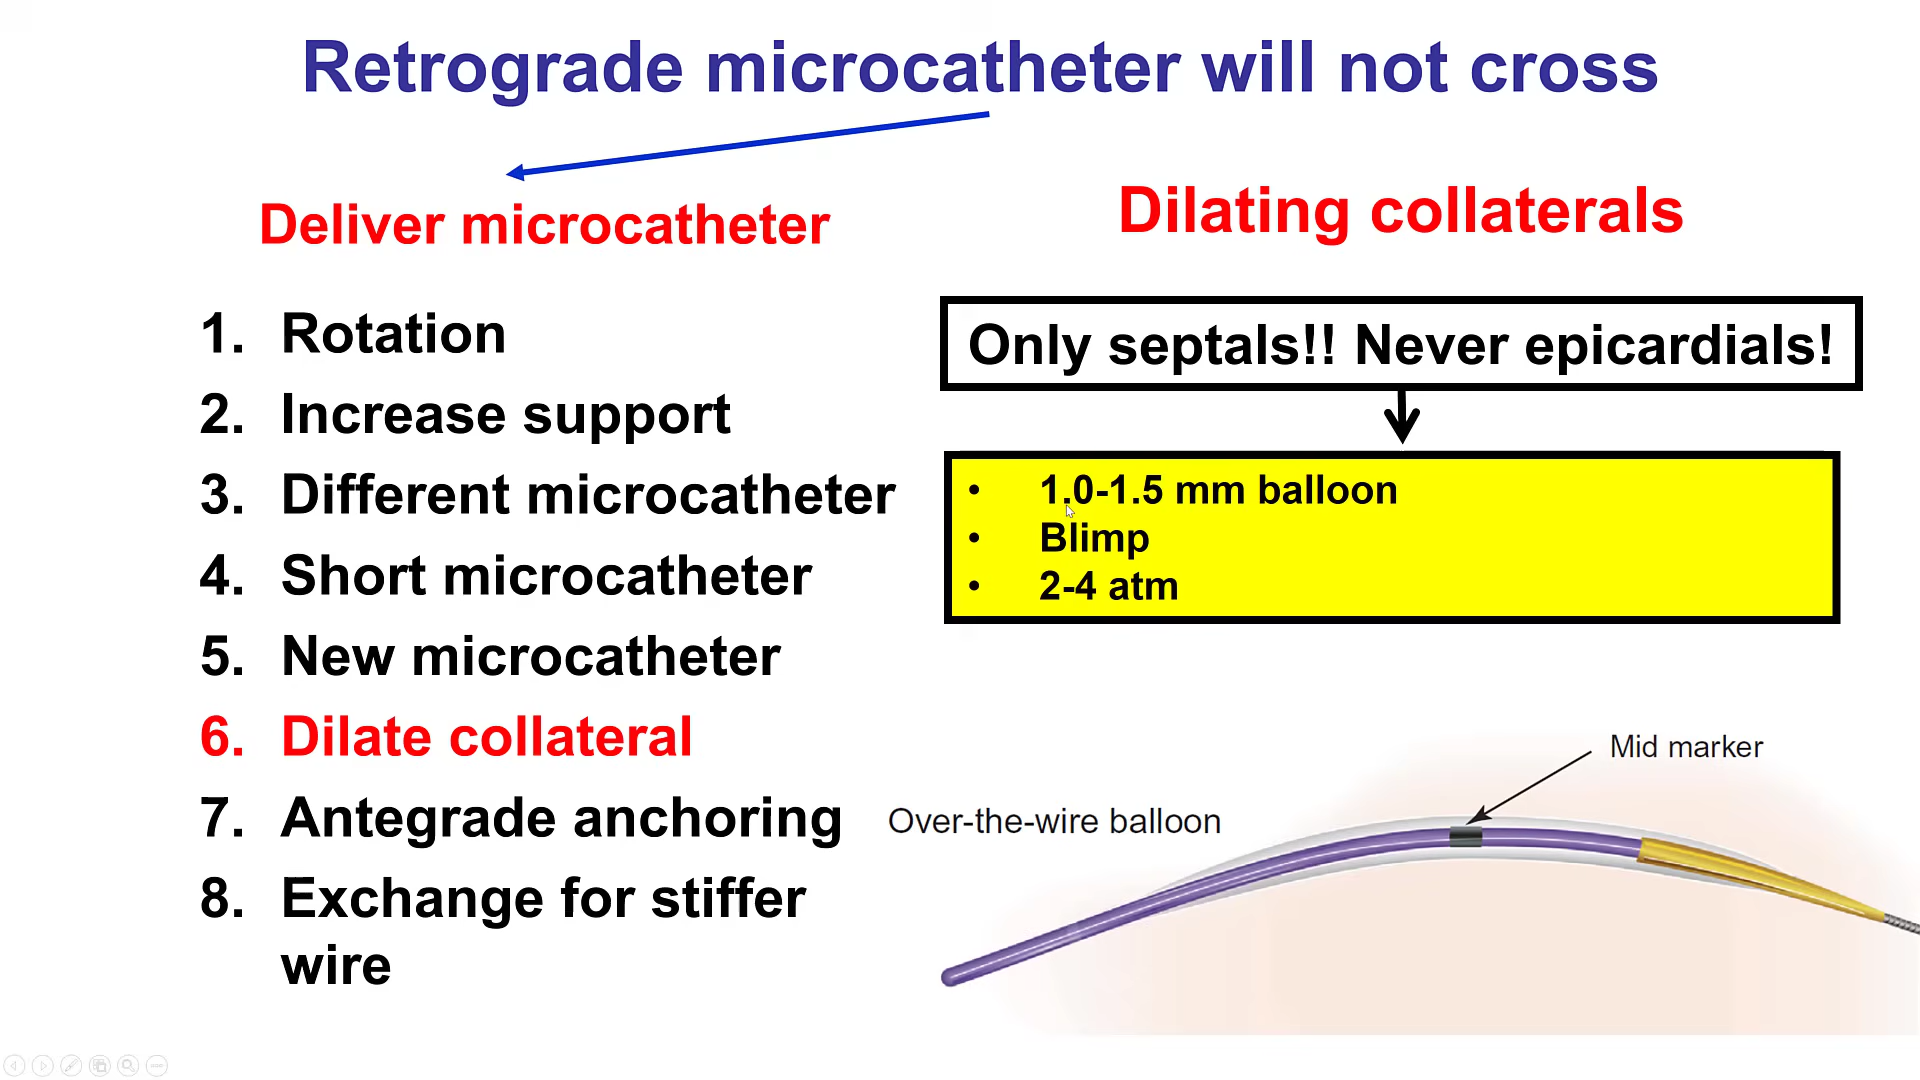 Retrograde microcatheter will not cross
Deliver microcatheter
1. Rotation
2. Increase support
3. Different microcatheter
4. Short microcatheter
5. New microcatheter
6. Dilate collateral
7. Antegrade anchoring
8. Exchange for stiffer
wire
Dilating collaterals
Only septals!! Never epicardials!
• 1.0-1.5 mm balloon
• Blimp
• 2-4 atm
Mid marker
Over-the-wire balloon